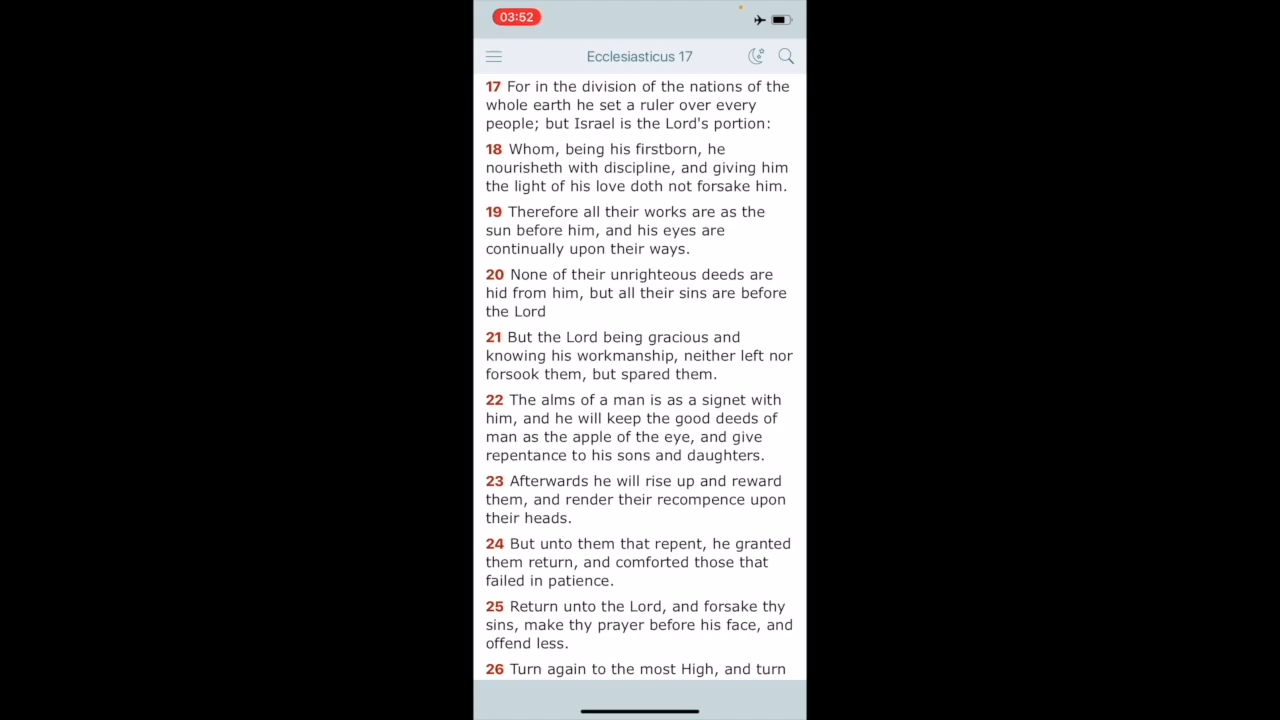 03:52
Ecclesiasticus 17
17 For in the division of the nations of the
whole earth he set a ruler over every
people; but Israel is the Lord's portion:
18 Whom, being his firstborn, he
nourisheth with discipline, and giving him
the light of his love doth not forsake him.
19 Therefore all their works are as the
sun before him, and his eyes are
continually upon their ways.
20 None of their unrighteous deeds are
hid from him, but all their sins are before
the Lord
21 But the Lord being gracious and
knowing his workmanship, neither left nor
forsook them, but spared them.
22 The alms of a man is as a signet with
him, and he will keep the good deeds of
man as the apple of the eye, and give
repentance to his sons and daughters.
23 Afterwards he will rise up and reward
them, and render their recompence upon
their heads.
24 But unto them that repent, he granted
them return, and comforted those that
failed in patience.
25 Return unto the Lord, and forsake thy
sins, make thy prayer before his face, and
offend less.
26 Turn again to the most High, and turn